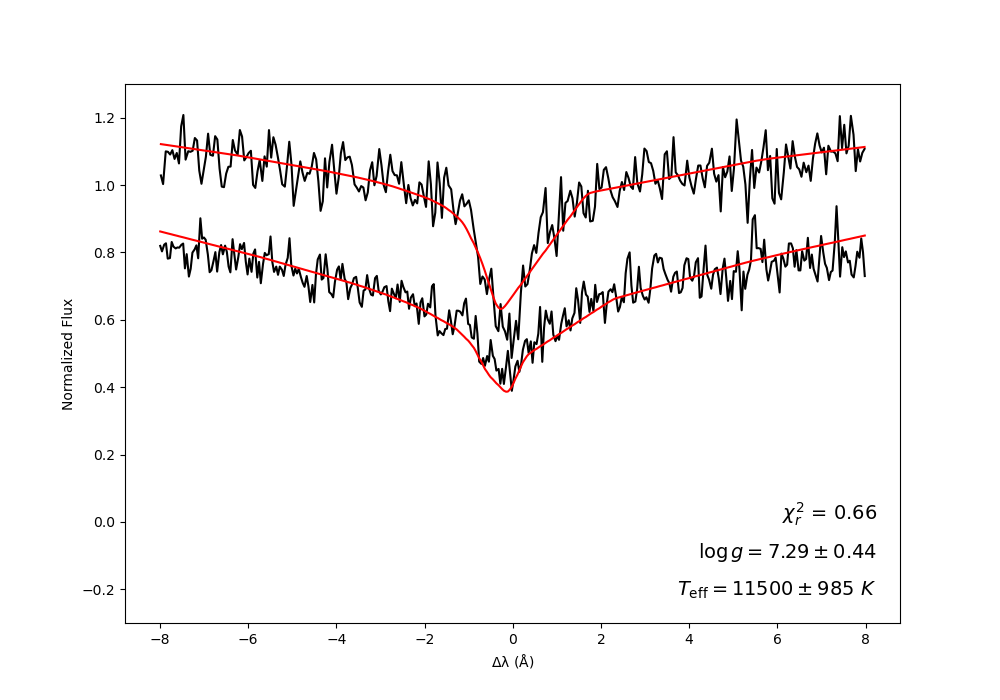 1.2
1.0
0.8
0.6
0.4
0.2
0.0
−0.2
Normalized Flux
χ²ᵣ = 0.66
log g = 7.29 ± 0.44
T_eff = 11500 ± 985 K
−8 −6 −4 −2 0 2 4 6 8
Δλ (Å)